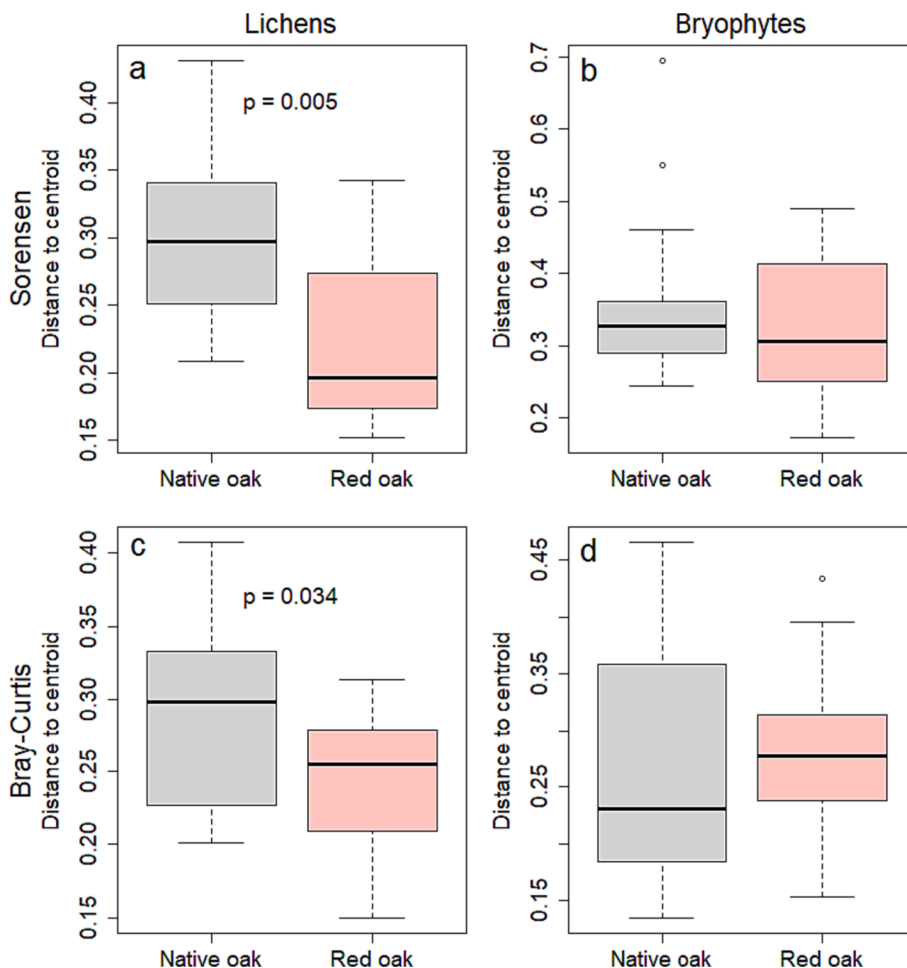 Lichens
Bryophytes
Sorensen
Distance to centroid
a
p = 0.005
0.40
0.35
0.30
0.25
0.20
0.15
Native oak
Red oak
Distance to centroid
b
0.7
0.6
0.5
0.4
0.3
0.2
Native oak
Red oak
Bray-Curtis
Distance to centroid
c
p = 0.034
0.40
0.35
0.30
0.25
0.20
0.15
Native oak
Red oak
Distance to centroid
d
0.45
0.35
0.25
0.15
Native oak
Red oak